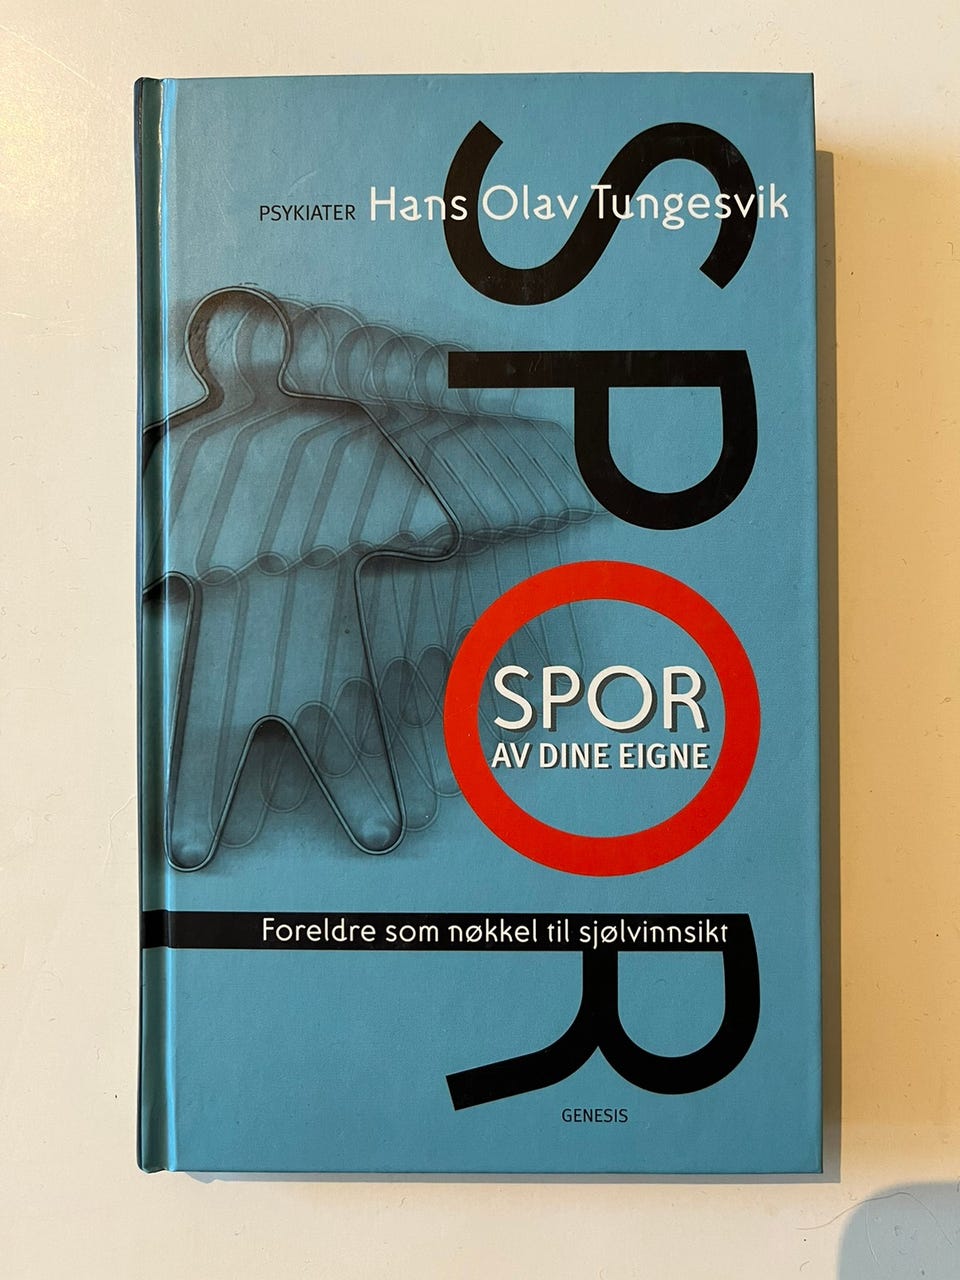 PSYKIATER Hans Olav Tungesvik
SPOR
SPOR
AV DINE EIGNE
Foreldre som nøkkel til sjølvinnsikt
GENESIS